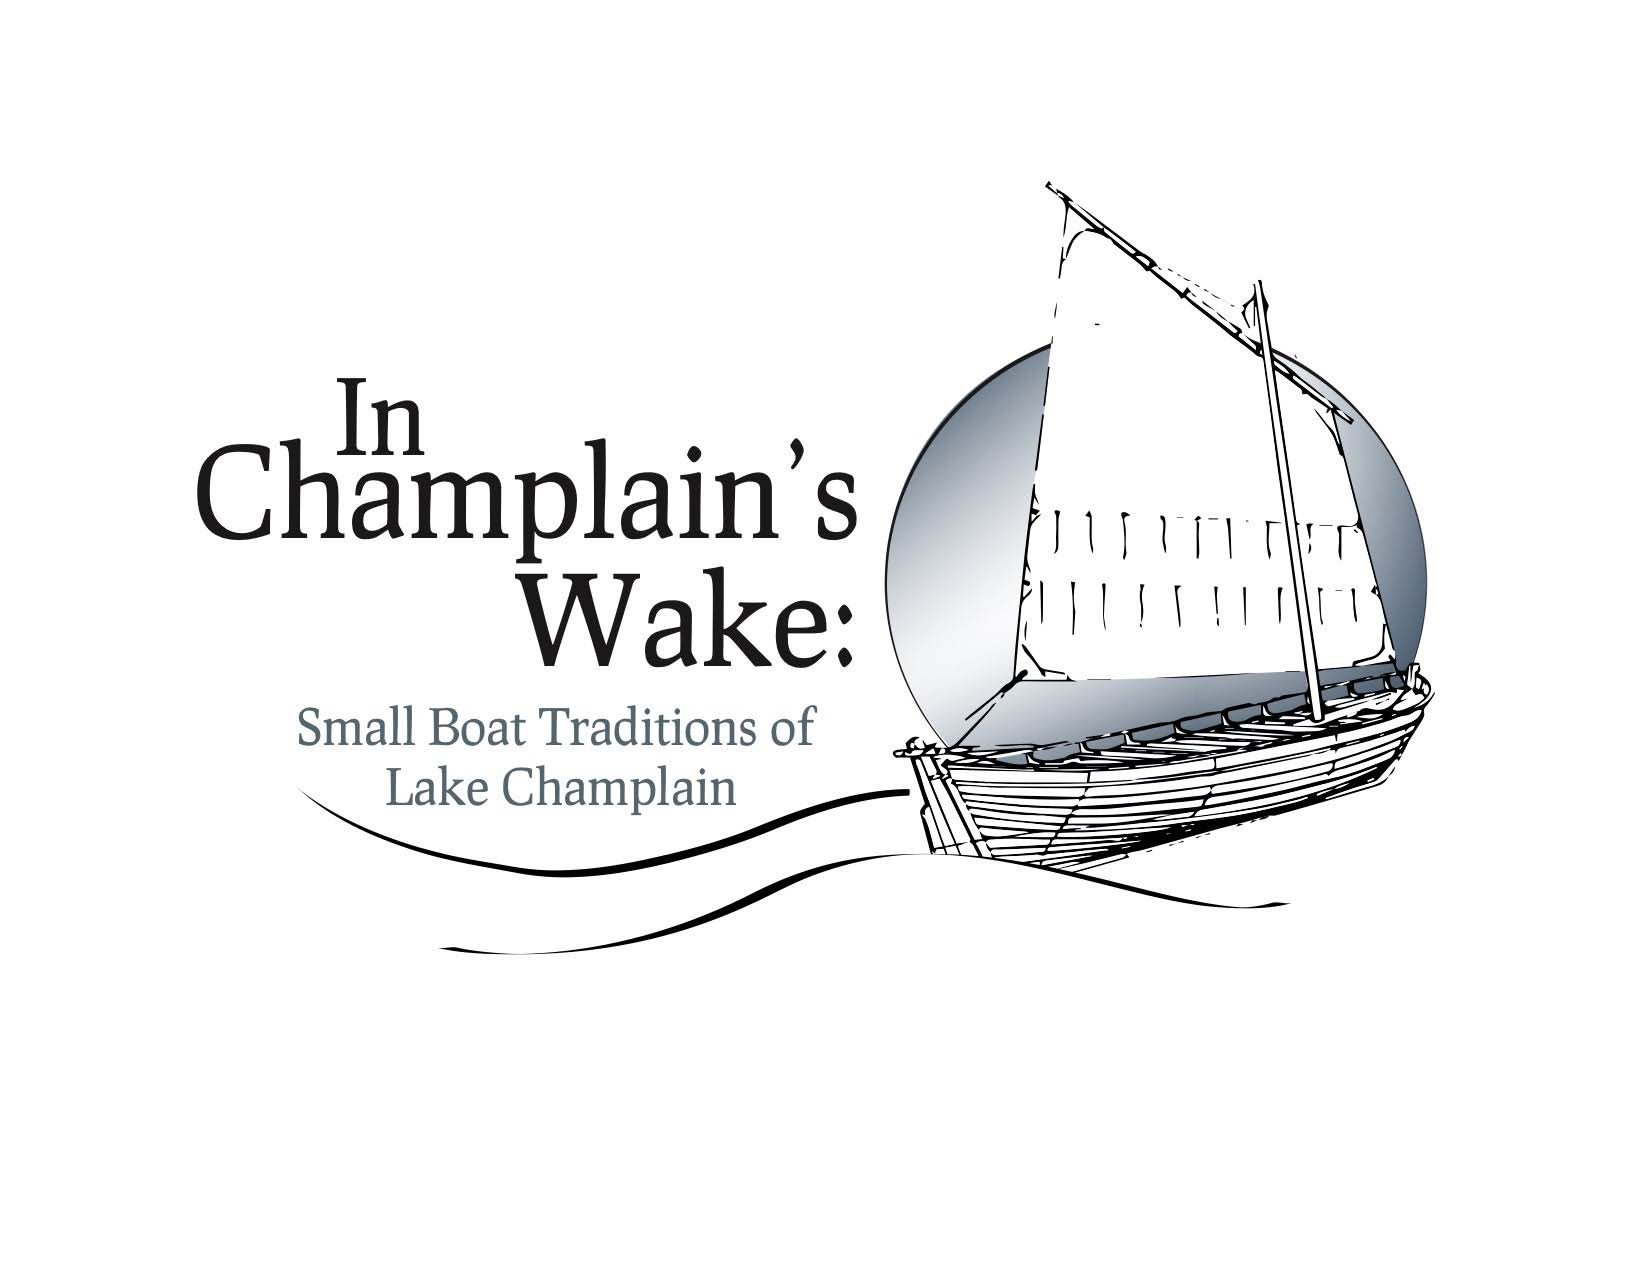 In
Champlain's
Wake:
Small Boat Traditions of
Lake Champlain